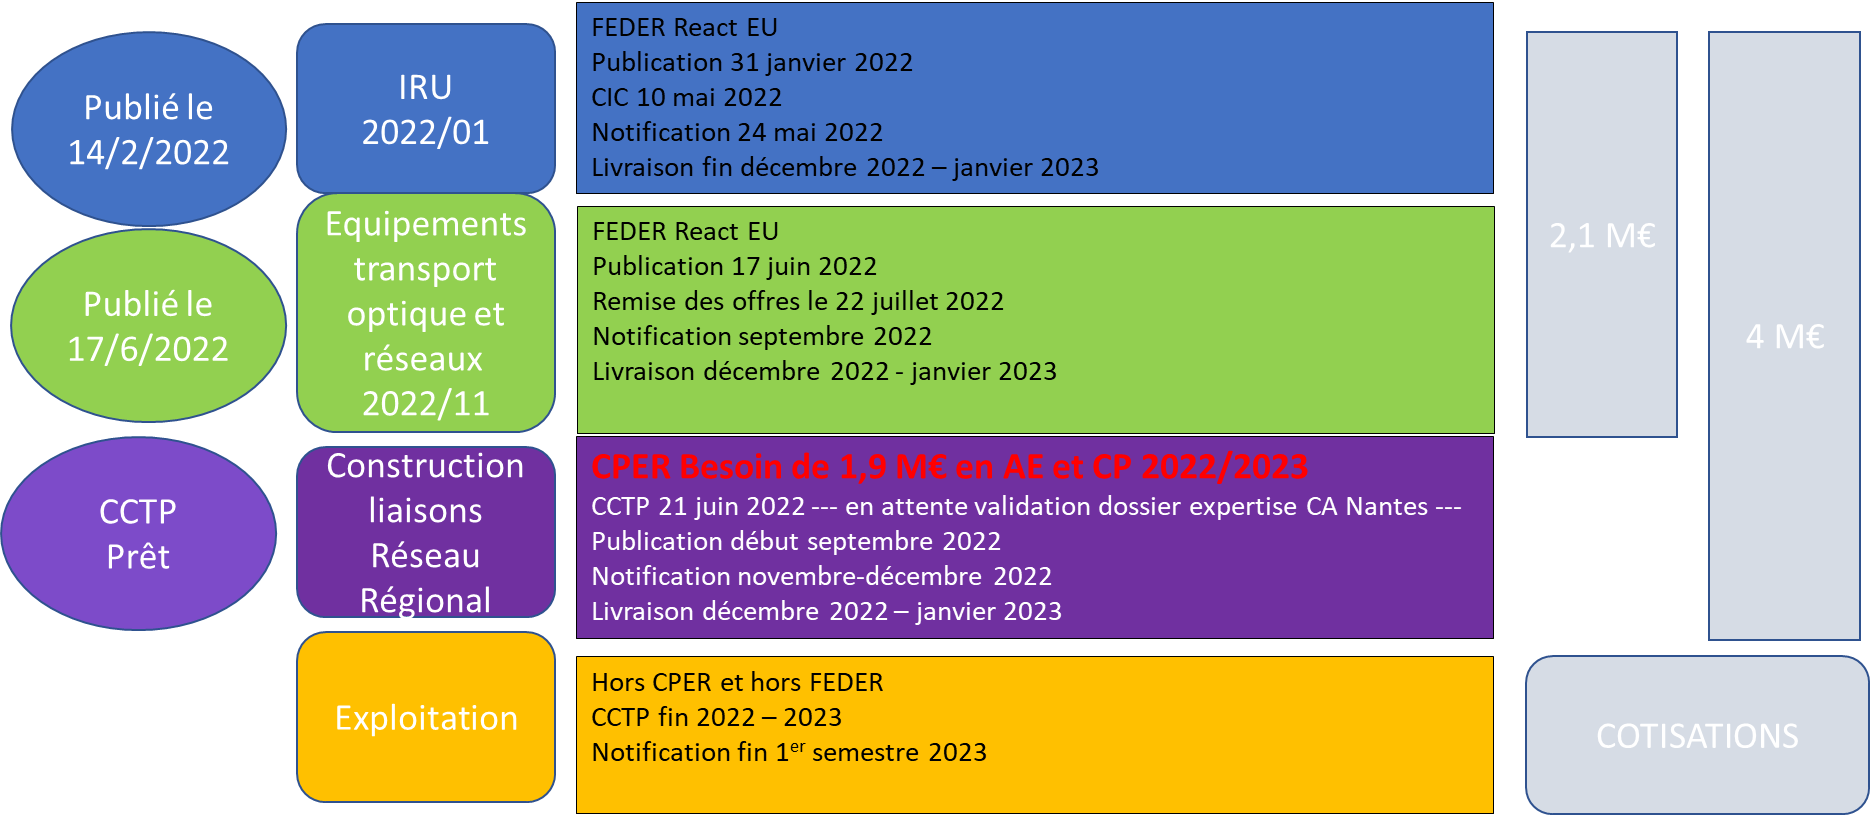 Publié le
14/2/2022
IRU
2022/01
FEDER React EU
Publication 31 janvier 2022
CIC 10 mai 2022
Notification 24 mai 2022
Livraison fin décembre 2022 – janvier 2023
Publié le
17/6/2022
Equipements
transport
optique et
réseaux
2022/11
FEDER React EU
Publication 17 juin 2022
Remise des offres le 22 juillet 2022
Notification septembre 2022
Livraison décembre 2022 - janvier 2023
CCTP
Prêt
Construction
liaisons
Réseau
Régional
CPER Besoin de 1,9 M€ en AE et CP 2022/2023
CCTP 21 juin 2022 --- en attente validation dossier expertise CA Nantes ---
Publication début septembre 2022
Notification novembre-décembre 2022
Livraison décembre 2022 – janvier 2023
Exploitation
Hors CPER et hors FEDER
CCTP fin 2022 – 2023
Notification fin 1er semestre 2023
2,1 M€
4 M€
COTISATIONS